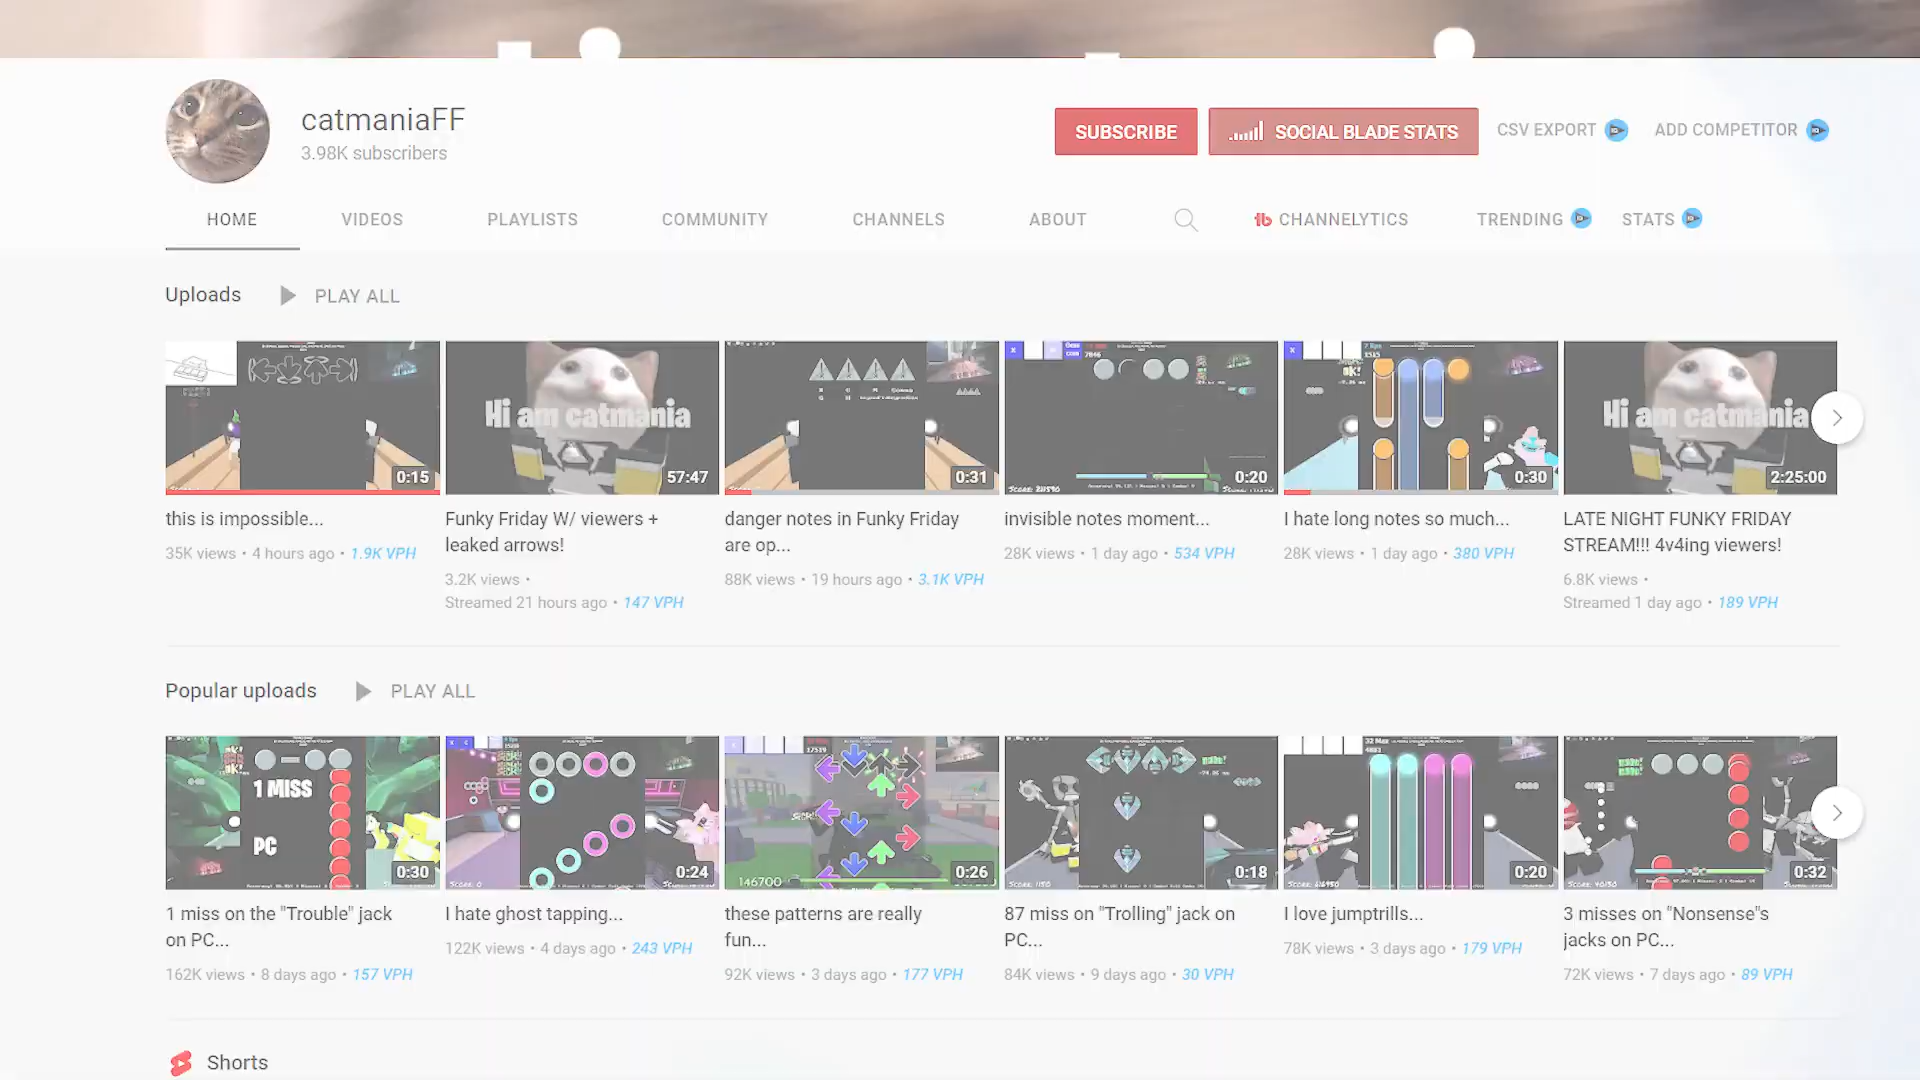 catmaniaFF
3.98K subscribers
SUBSCRIBE
SOCIAL BLADE STATS
CSV EXPORT
ADD COMPETITOR
HOME
VIDEOS
PLAYLISTS
COMMUNITY
CHANNELS
ABOUT
CHANNELYTICS
TRENDING
STATS
Uploads
PLAY ALL
0:15
Hi am catmania
57:47
0:31
0:20
0:30
Hi am catmania
2:25:00
this is impossible...
35K views • 4 hours ago • 1.9K VPH
Funky Friday W/ viewers +
leaked arrows!
3.2K views •
Streamed 21 hours ago • 147 VPH
danger notes in Funky Friday
are op...
88K views • 19 hours ago • 3.1K VPH
invisible notes moment...
28K views • 1 day ago • 534 VPH
I hate long notes so much...
28K views • 1 day ago • 380 VPH
LATE NIGHT FUNKY FRIDAY
STREAM!!! 4v4ing viewers!
6.8K views •
Streamed 1 day ago • 189 VPH
Popular uploads
PLAY ALL
1 MISS
PC
0:30
0:24
146700
0:26
0:18
0:20
0:32
1 miss on the "Trouble" jack
on PC...
162K views • 8 days ago • 157 VPH
I hate ghost tapping...
122K views • 4 days ago • 243 VPH
these patterns are really
fun...
92K views • 3 days ago • 177 VPH
87 miss on "Trolling" jack on
PC...
84K views • 9 days ago • 30 VPH
I love jumptrills...
78K views • 3 days ago • 179 VPH
3 misses on "Nonsense"s
jacks on PC...
72K views • 7 days ago • 89 VPH
Shorts